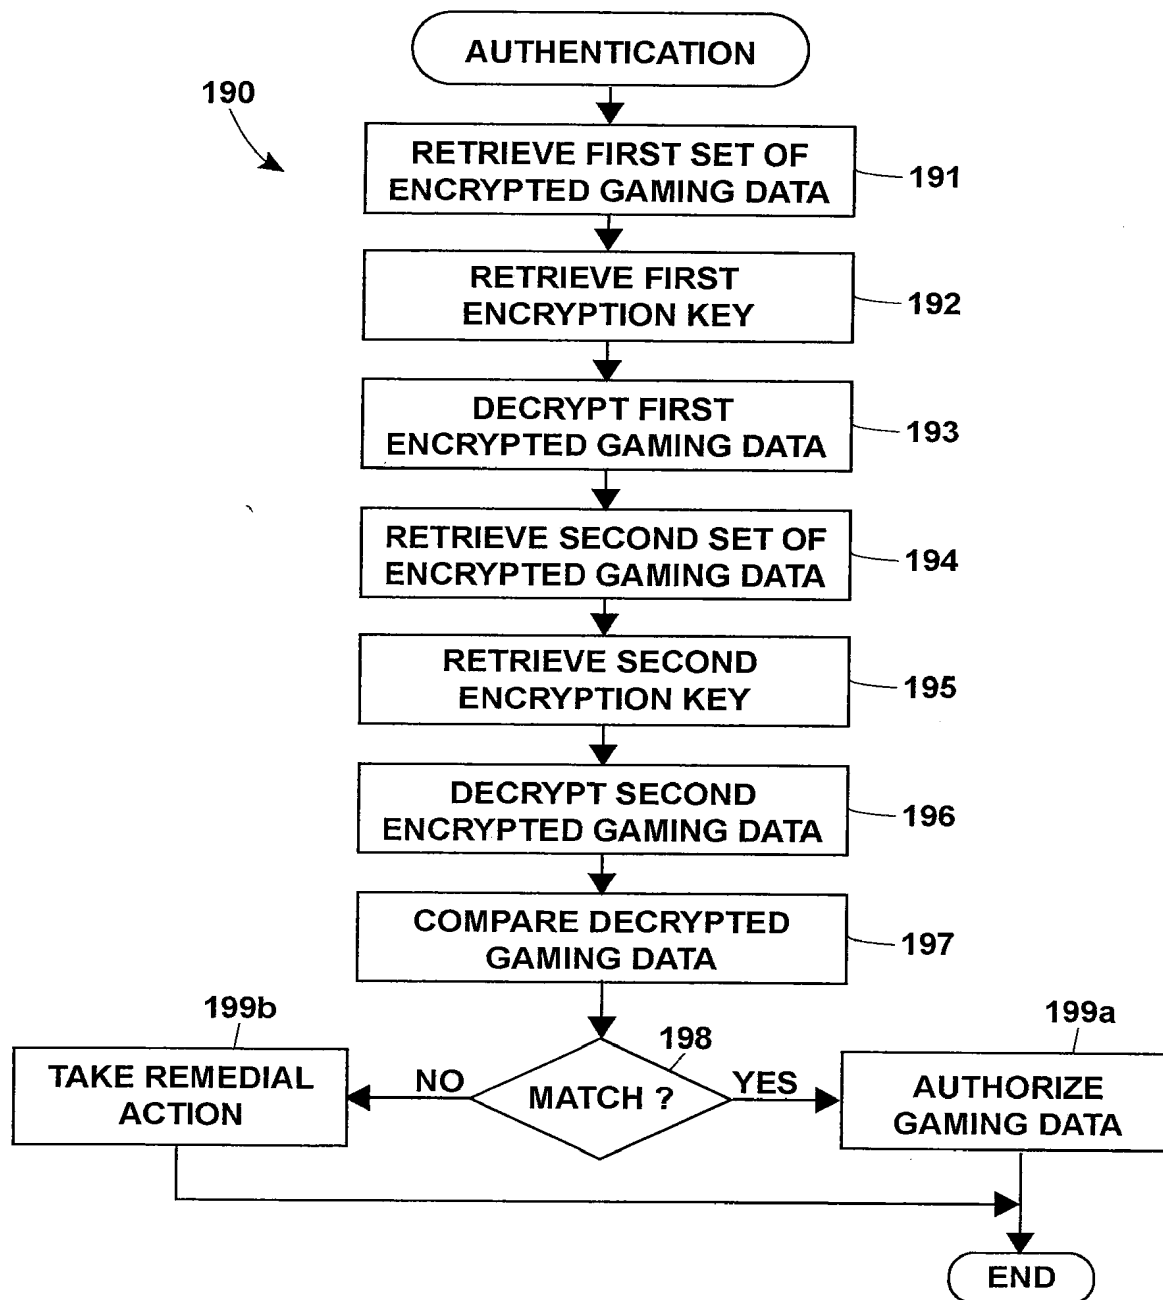 AUTHENTICATION
190
RETRIEVE FIRST SET OF
ENCRYPTED GAMING DATA
191
RETRIEVE FIRST
ENCRYPTION KEY
192
DECRYPT FIRST
ENCRYPTED GAMING DATA
193
RETRIEVE SECOND SET OF
ENCRYPTED GAMING DATA
194
RETRIEVE SECOND
ENCRYPTION KEY
195
DECRYPT SECOND
ENCRYPTED GAMING DATA
196
COMPARE DECRYPTED
GAMING DATA
197
199b
TAKE REMEDIAL
ACTION
NO
198
MATCH ?
YES
199a
AUTHORIZE
GAMING DATA
END